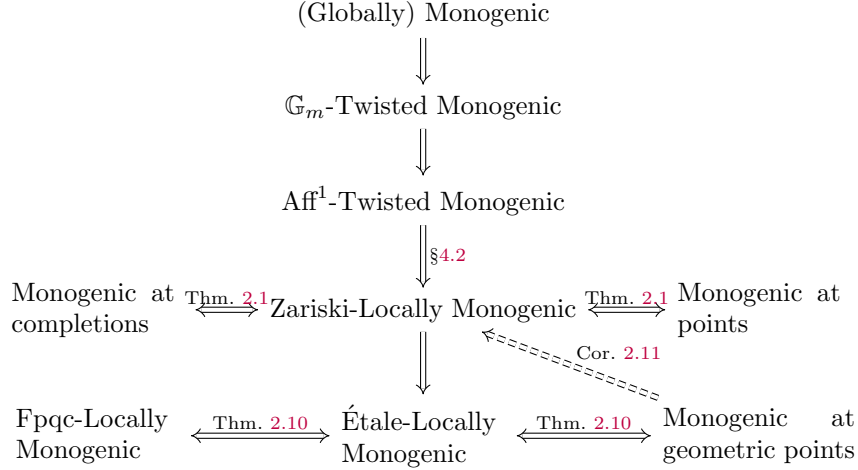 (Globally) Monogenic
𝔾ₘ-Twisted Monogenic
Aff¹-Twisted Monogenic
§4.2
Monogenic at
completions
Thm. 2.1
Zariski-Locally Monogenic
Thm. 2.1
Monogenic at
points
Cor. 2.11
Fpqc-Locally
Monogenic
Thm. 2.10
Étale-Locally
Monogenic
Thm. 2.10
Monogenic at
geometric points